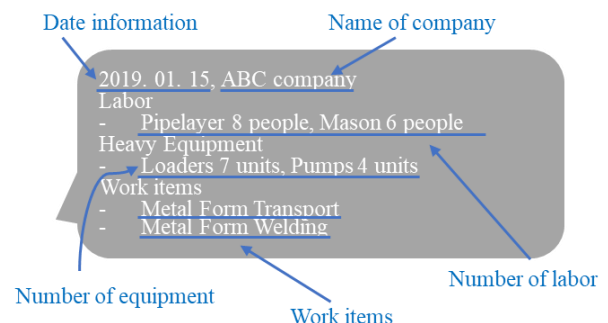 Date information
Name of company
2019. 01. 15, ABC company
Labor
- Pipelayer 8 people, Mason 6 people
Heavy Equipment
- Loaders 7 units, Pumps 4 units
Work items
- Metal Form Transport
- Metal Form Welding
Number of labor
Number of equipment
Work items